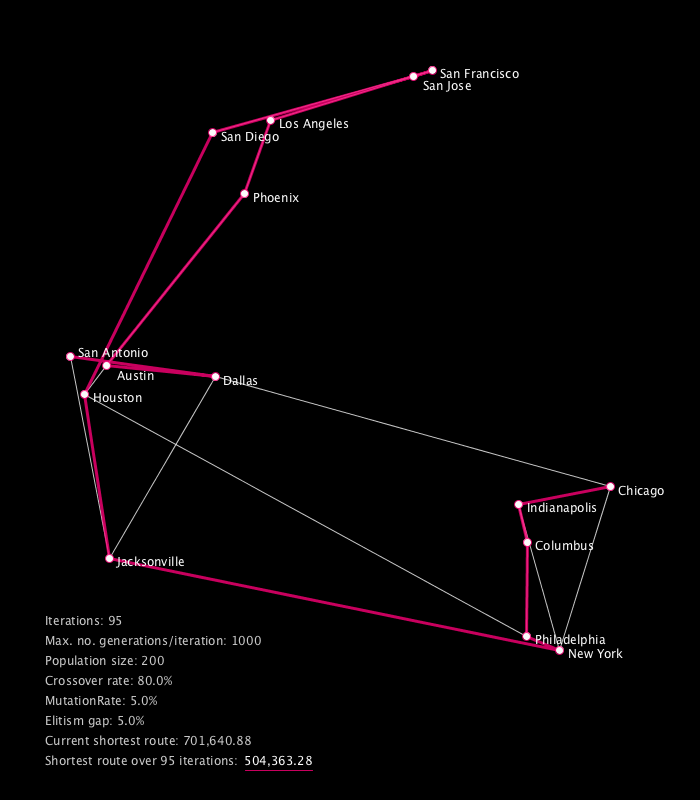 San Francisco
San Jose
Los Angeles
San Diego
Phoenix
San Antonio
Austin
Dallas
Houston
Chicago
Indianapolis
Columbus
Jacksonville
Philadelphia
New York
Iterations: 95
Max. no. generations/iteration: 1000
Population size: 200
Crossover rate: 80.0%
MutationRate: 5.0%
Elitism gap: 5.0%
Current shortest route: 701,640.88
Shortest route over 95 iterations: 504,363.28